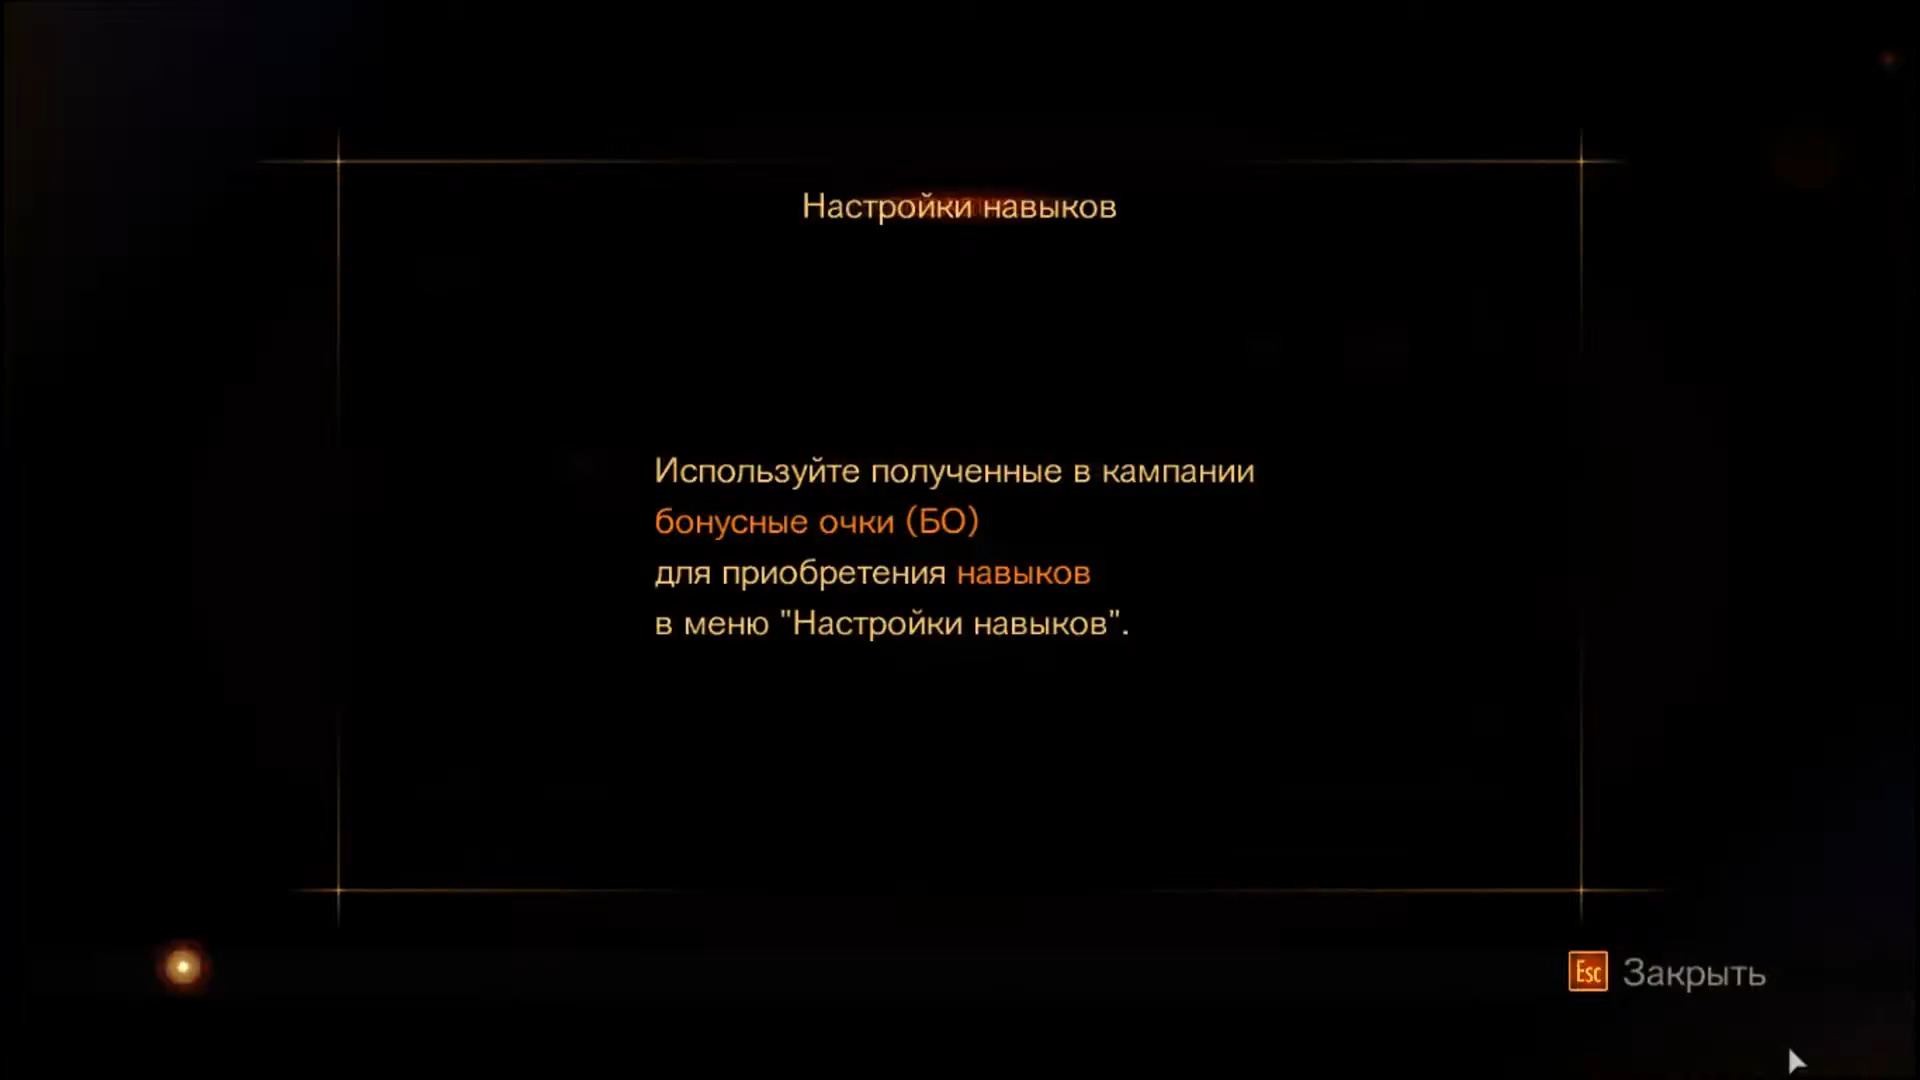 Настройки навыков
Используйте полученные в кампании
бонусные очки (БО)
для приобретения навыков
в меню "Настройки навыков".
Esc Закрыть